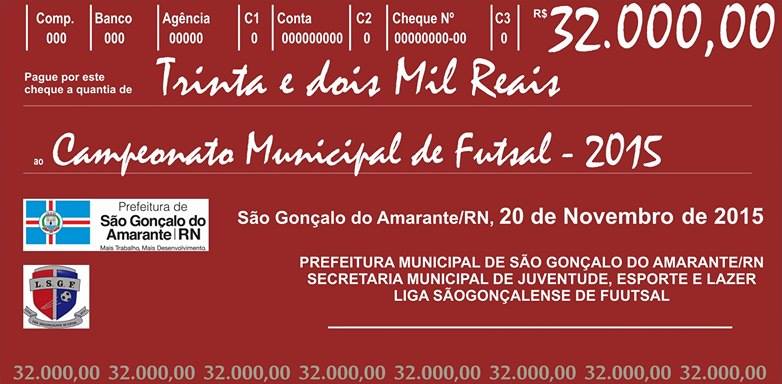 Comp. Banco Agência C1 Conta C2 Cheque Nº C3 R$ 32.000,00
000 000 00000 0 000000000 0 00000000-00 0
Pague por este
cheque a quantia de Trinta e dois Mil Reais
ao Campeonato Municipal de Futsal - 2015
Prefeitura de
São Gonçalo do
Amarante|RN
Mais Trabalho, Mais Desenvolvimento.
São Gonçalo do Amarante/RN, 20 de Novembro de 2015
L.S.G.F
PREFEITURA MUNICIPAL DE SÃO GONÇALO DO AMARANTE/RN
SECRETARIA MUNICIPAL DE JUVENTUDE, ESPORTE E LAZER
LIGA SÃOGONÇALENSE DE FUUTSAL
32.000,00 32.000,00 32.000,00 32.000,00 32.000,00 32.000,00 32.000,00 32.000,00